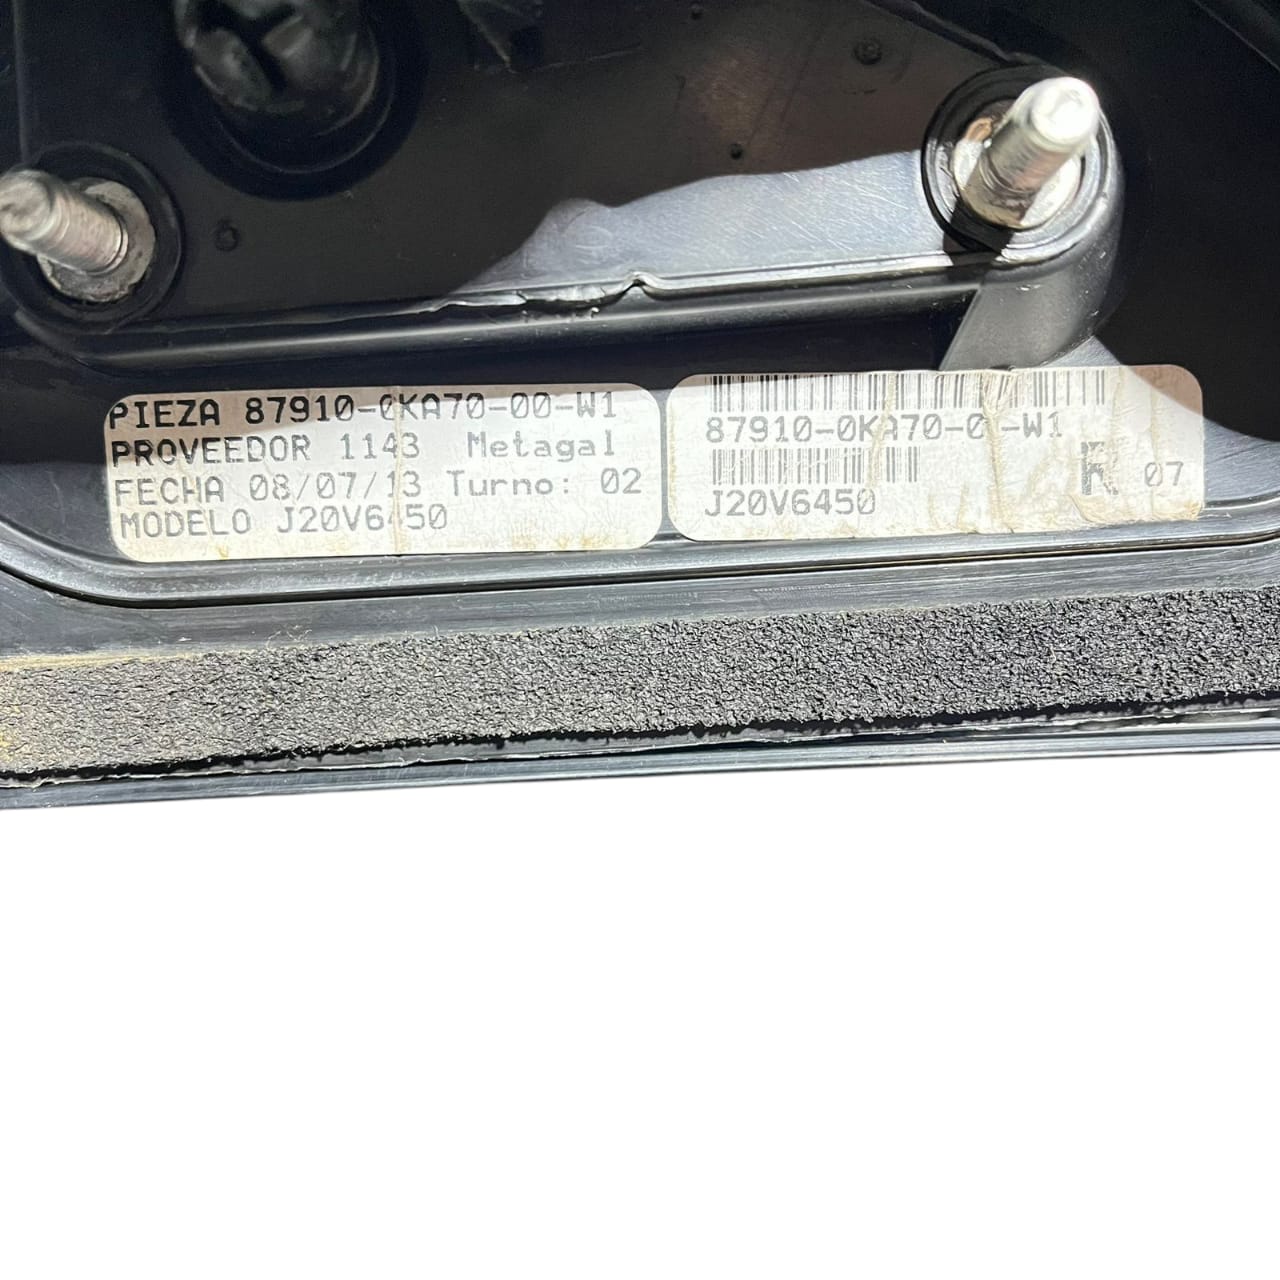 PIEZA 87910-0KA70-00-W1
PROVEEDOR 1143 Metagal
FECHA 08/07/13 Turno: 02
MODELO J20V6450
87910-0KA70-00-W1
R 07
J20V6450